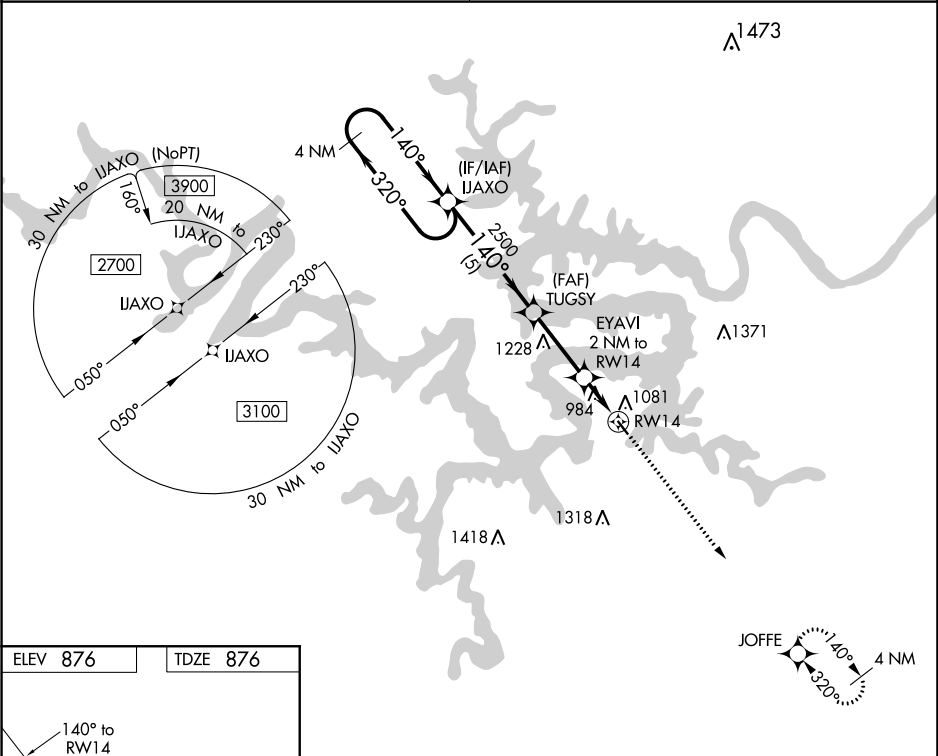 1473
4 NM
140°
320°
(IF/IAF)
IJAXO
30 NM to IJAXO (NoPT)
160°
3900
20 NM to
IJAXO
230°
2700
IJAXO
050°
2500
140°
(5)
(FAF)
TUGSY
230°
IJAXO
050°
3100
30 NM to IJAXO
EYAVI
2 NM to
RW14
1228
1371
984
1081
RW14
1418
1318
JOFFE
140°
320°
4 NM
ELEV 876
TDZE 876
140° to
RW14